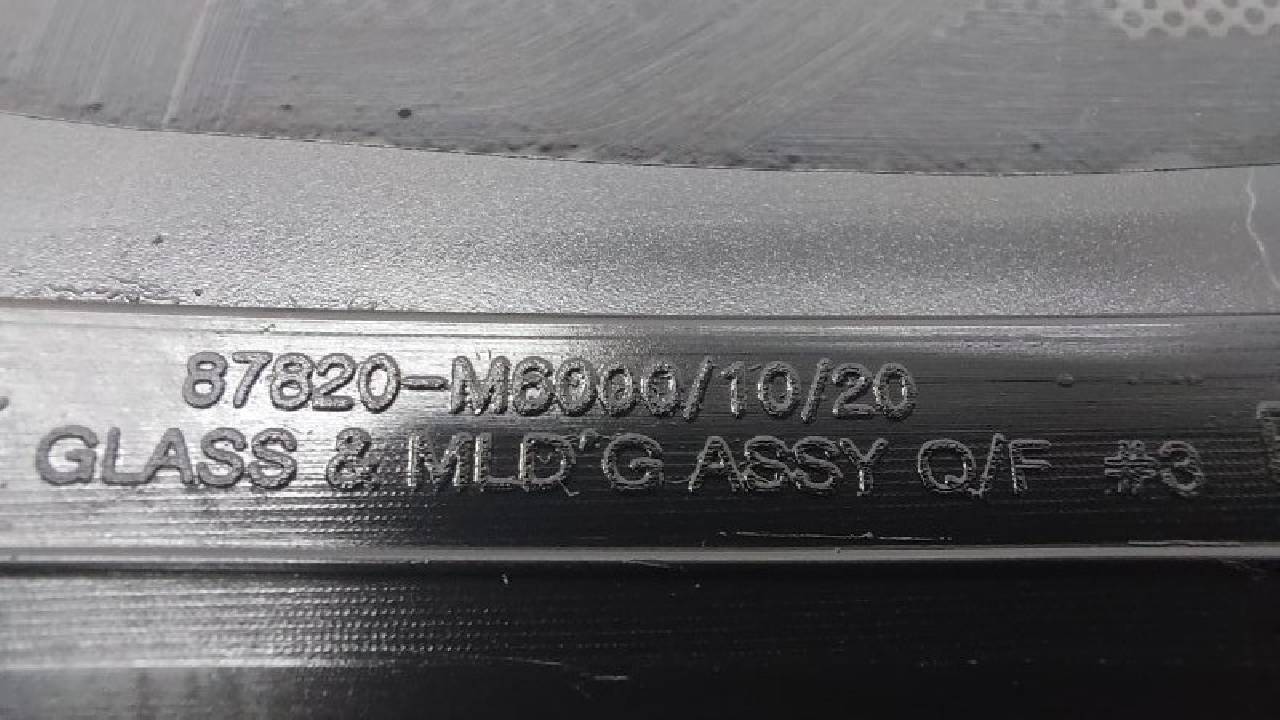 87820-M6000/10/20
GLASS & MLD'G ASSY Q/F #3